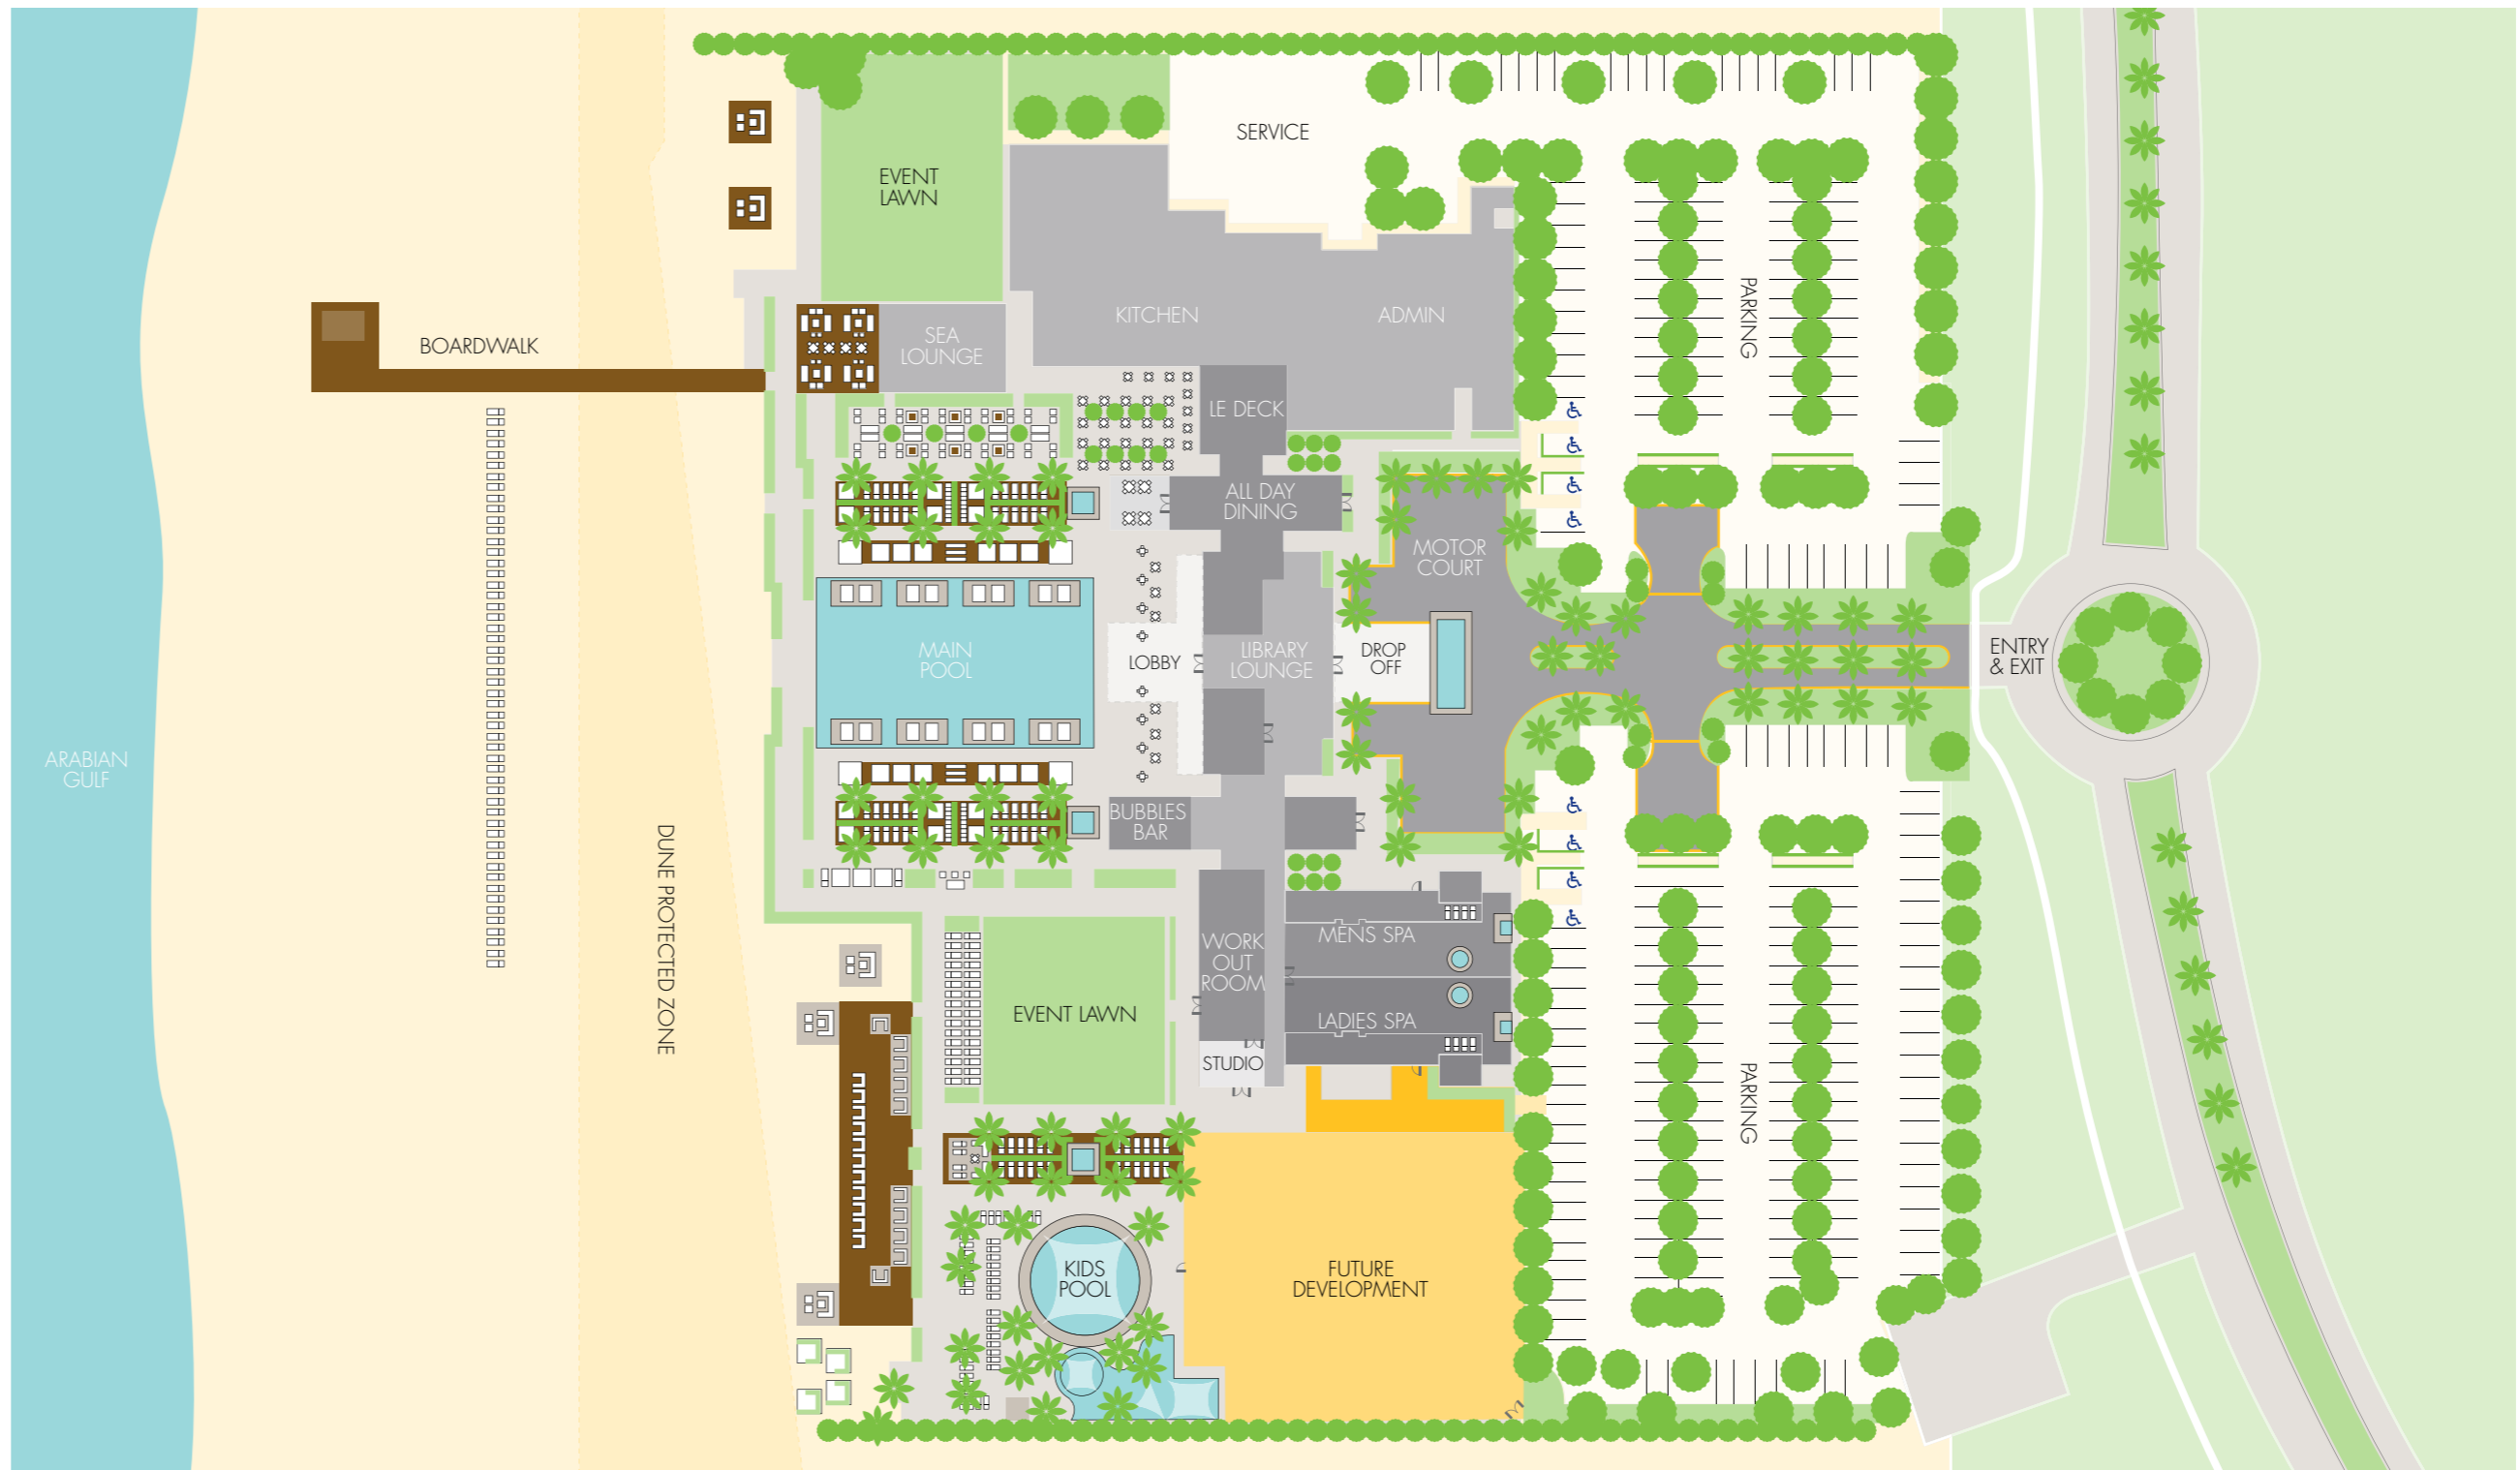 SERVICE
EVENT
LAWN
KITCHEN
ADMIN
PARKING
SEA
LOUNGE
BOARDWALK
LE DECK
ALL DAY
DINING
MOTOR
COURT
MAIN
POOL
LOBBY
LIBRARY
LOUNGE
DROP
OFF
ENTRY
& EXIT
ARABIAN
GULF
BUBBLES
BAR
DUNE PROTECTED ZONE
WORK
OUT
ROOM
MENS SPA
EVENT LAWN
LADIES SPA
STUDIO
PARKING
KIDS
POOL
FUTURE
DEVELOPMENT